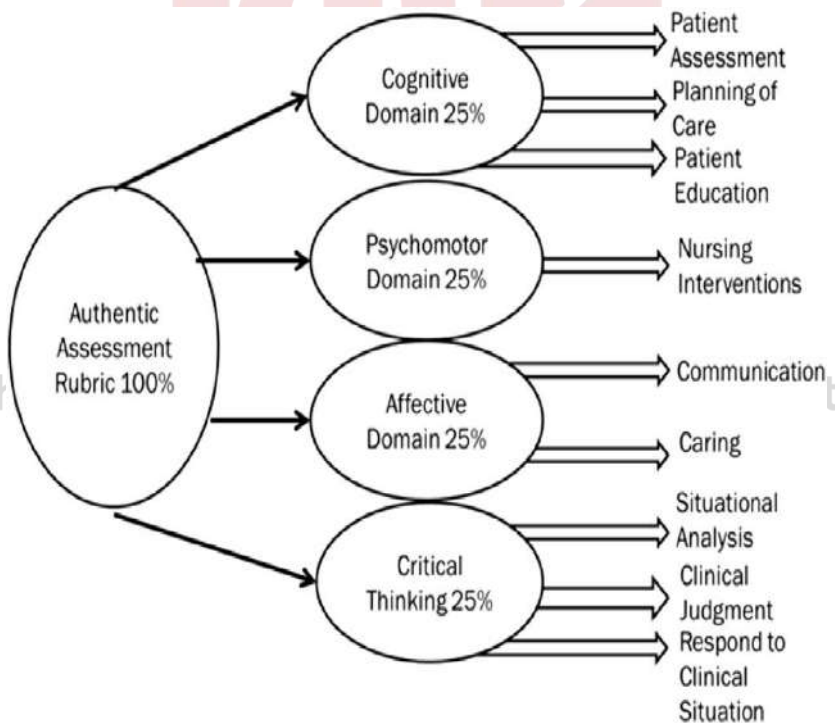 Patient
Assessment
Cognitive
Domain 25%
Planning of
Care
Patient
Education
Psychomotor
Domain 25%
Nursing
Interventions
Authentic
Assessment
Rubric 100%
Affective
Domain 25%
Communication
Caring
Situational
Analysis
Critical
Thinking 25%
Clinical
Judgment
Respond to
Clinical
Situation